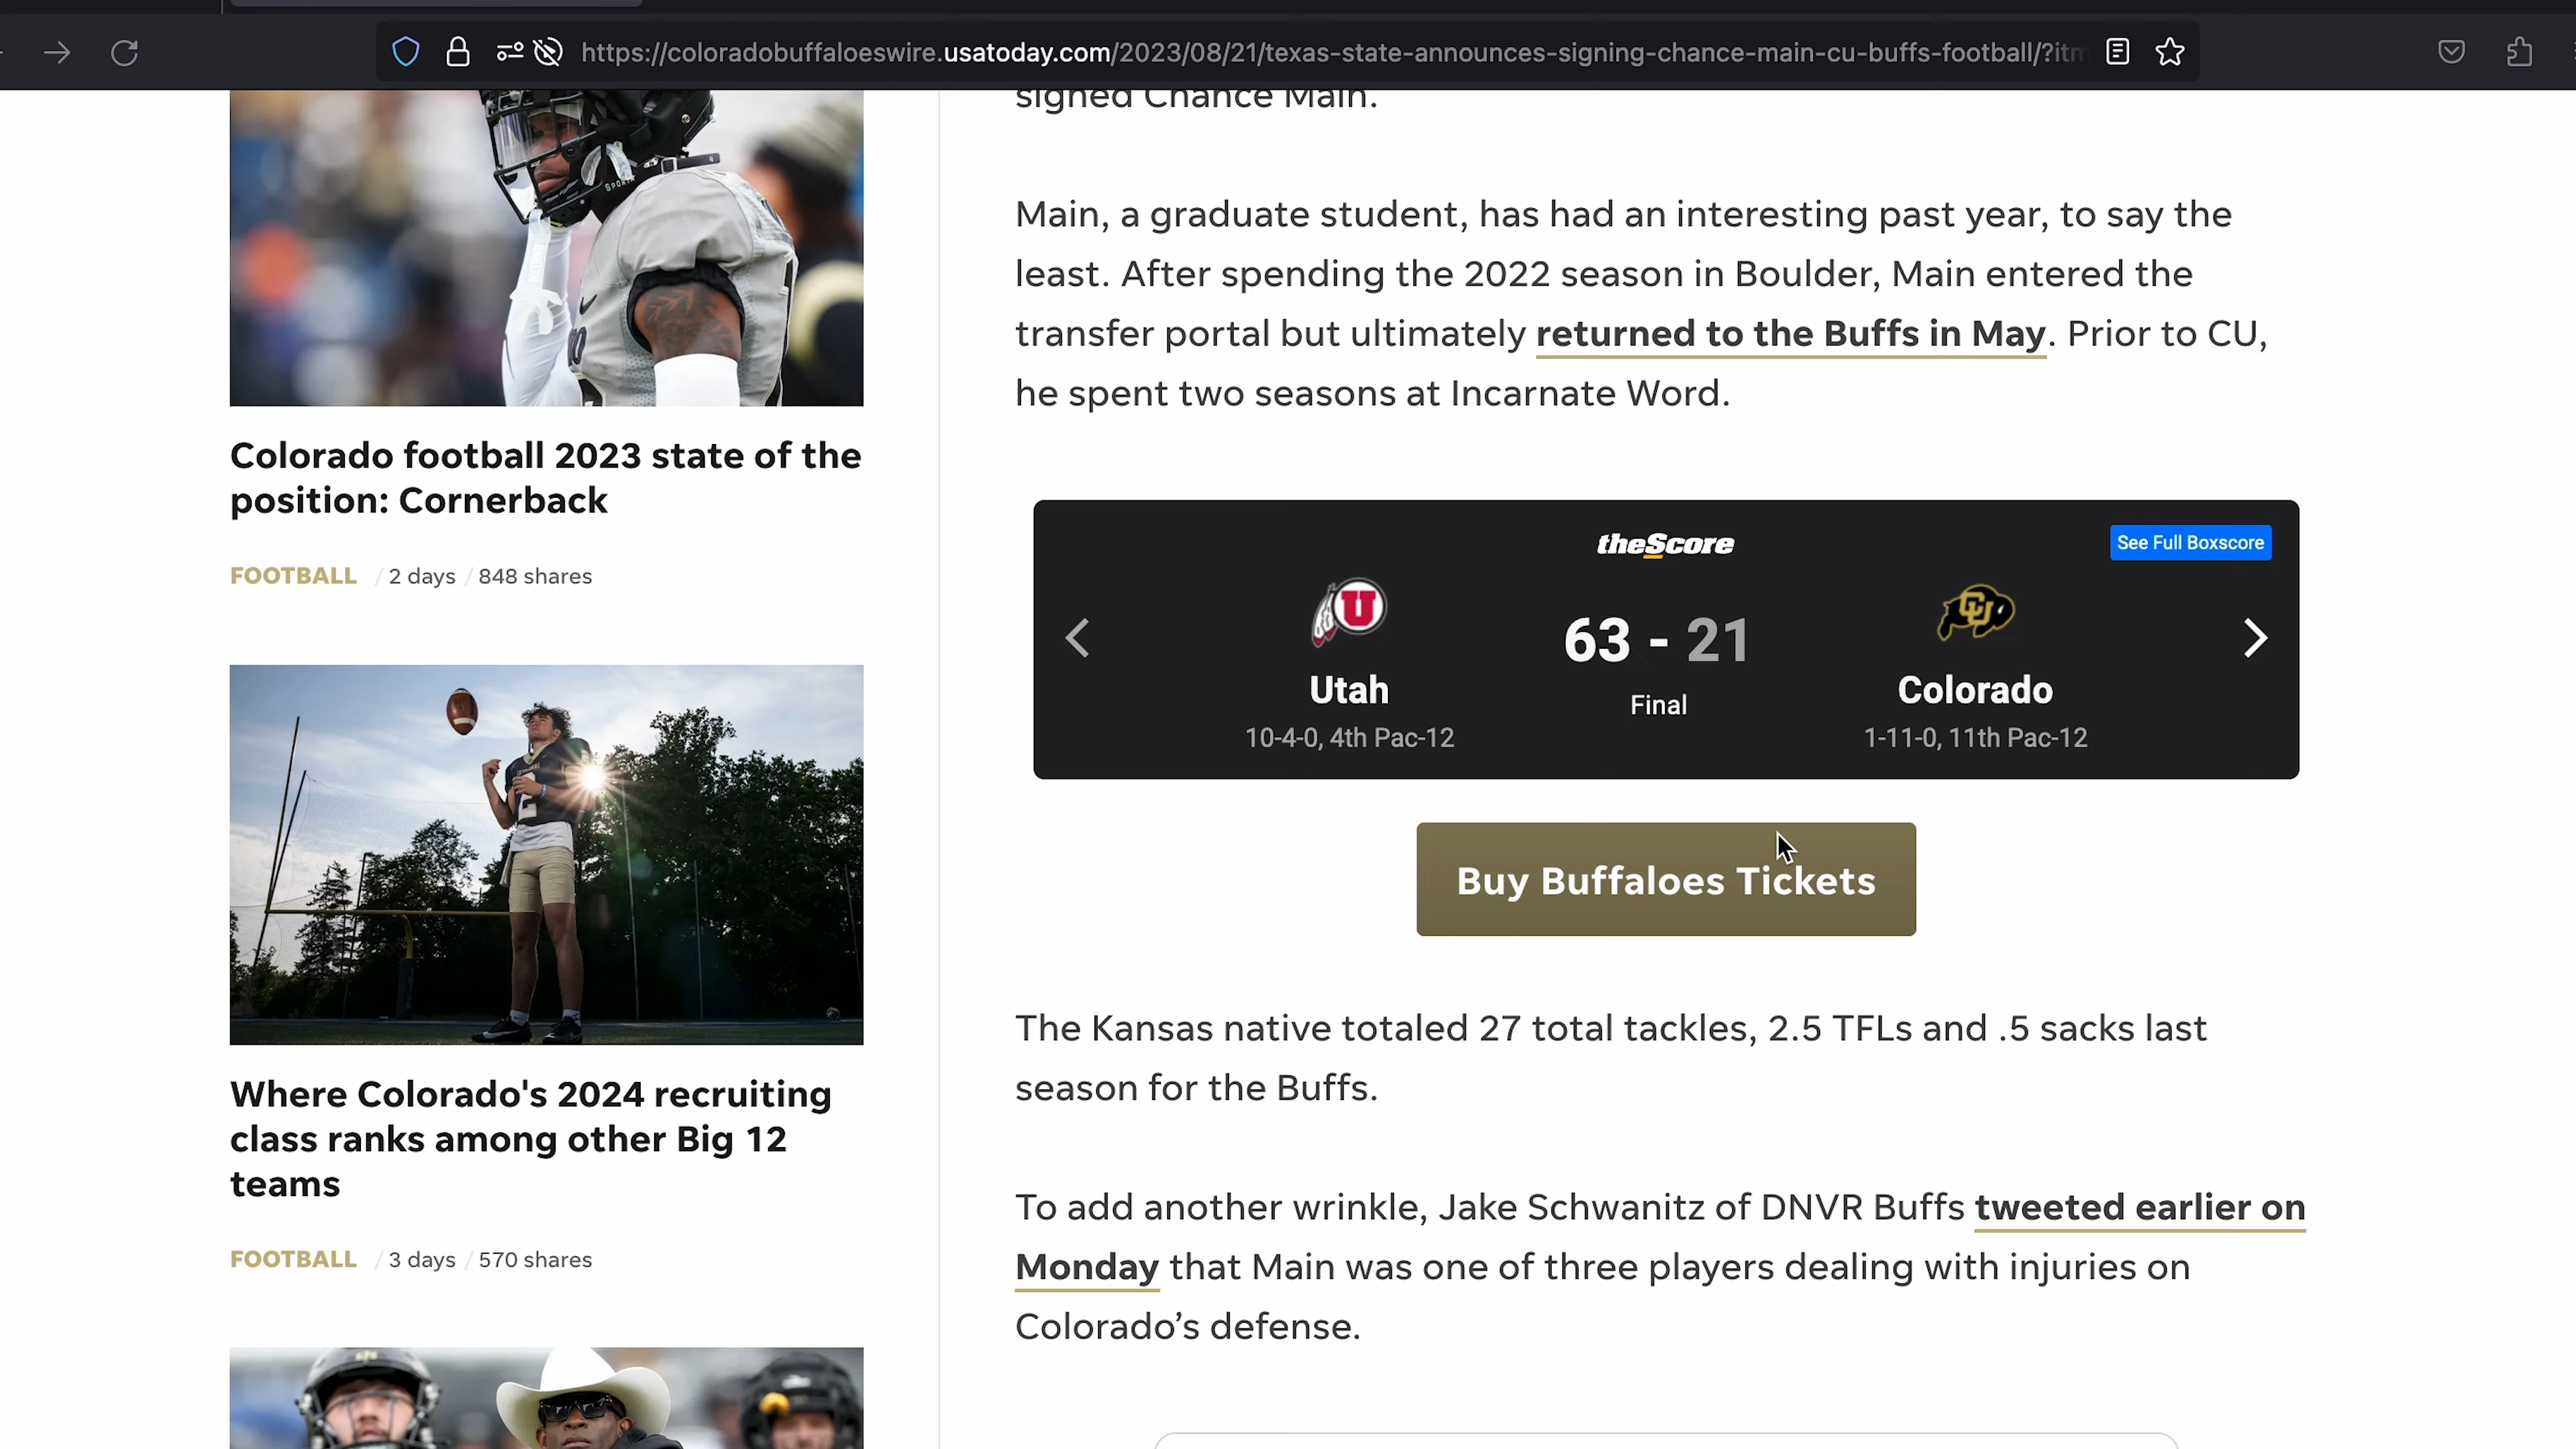 https://coloradobuffaloeswire.usatoday.com/2023/08/21/texas-state-announces-signing-chance-main-cu-buffs-football/?itm
Colorado football 2023 state of the
position: Cornerback
FOOTBALL / 2 days / 848 shares
Where Colorado's 2024 recruiting
class ranks among other Big 12
teams
FOOTBALL / 3 days / 570 shares
signed Chance Main.
Main, a graduate student, has had an interesting past year, to say the
least. After spending the 2022 season in Boulder, Main entered the
transfer portal but ultimately returned to the Buffs in May. Prior to CU,
he spent two seasons at Incarnate Word.
theScore
See Full Boxscore
U
CU
63 - 21
Utah
Final
Colorado
10-4-0, 4th Pac-12
1-11-0, 11th Pac-12
Buy Buffaloes Tickets
The Kansas native totaled 27 total tackles, 2.5 TFLs and .5 sacks last
season for the Buffs.
To add another wrinkle, Jake Schwanitz of DNVR Buffs tweeted earlier on
Monday that Main was one of three players dealing with injuries on
Colorado’s defense.